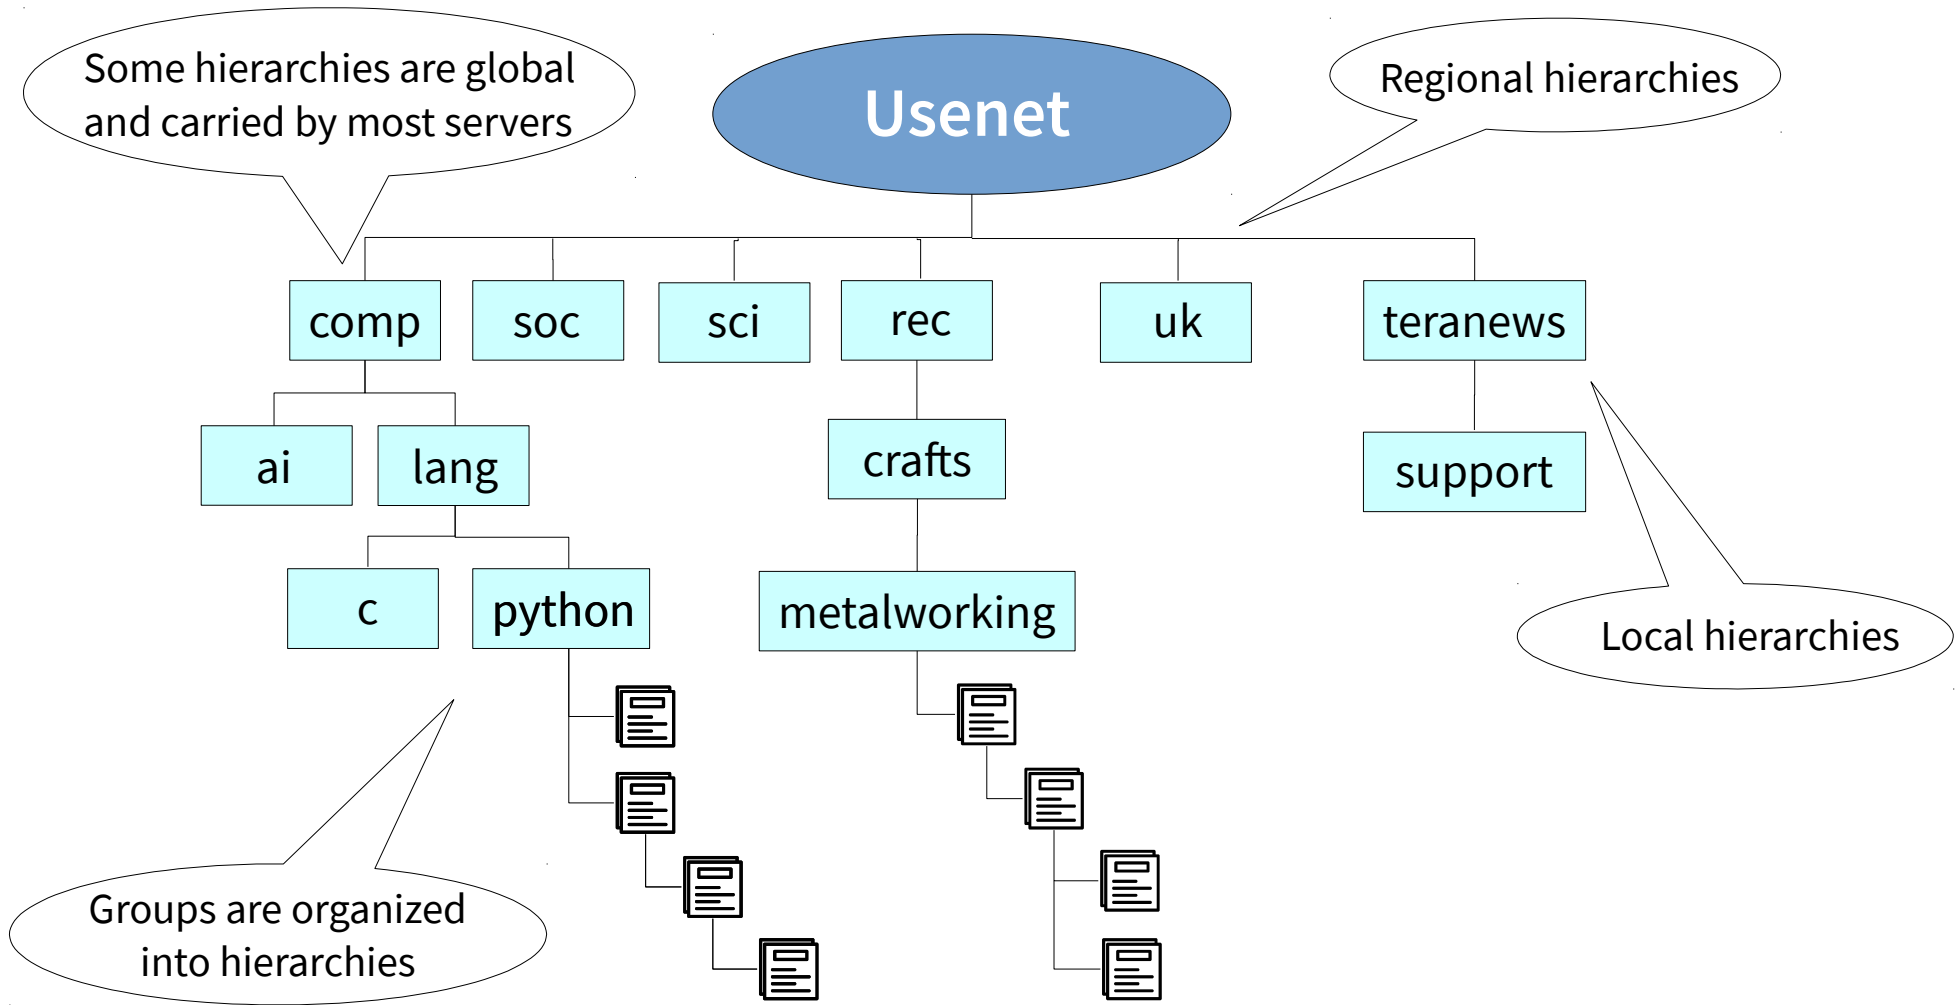 Some hierarchies are global
and carried by most servers
Usenet
Regional hierarchies
comp
soc
sci
rec
uk
teranews
ai
lang
crafts
support
c
python
metalworking
Local hierarchies
Groups are organized
into hierarchies